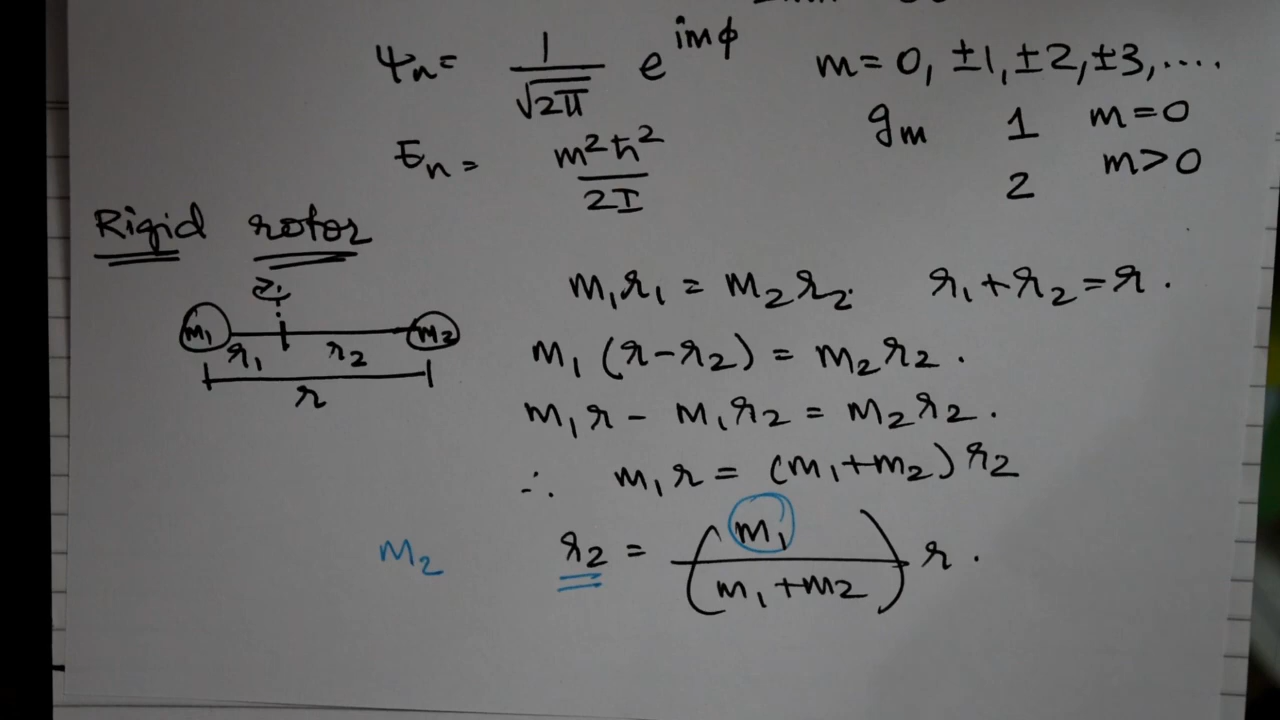 ψn = 1/√2π e^imϕ m = 0, ±1, ±2, ±3, ....
gm 1 m=0
En = m²ħ²/2I 2 m>0
Rigid rotor
m₁r₁ = m₂r₂. r₁+r₂ = r.
m₁ m₂
r₁ r₂
r
m₁ (r-r₂) = m₂r₂.
m₁r - m₁r₂ = m₂r₂.
∴ m₁r = (m₁+m₂) r₂
m₂ r₂ = (m₁/(m₁+m₂)) r.